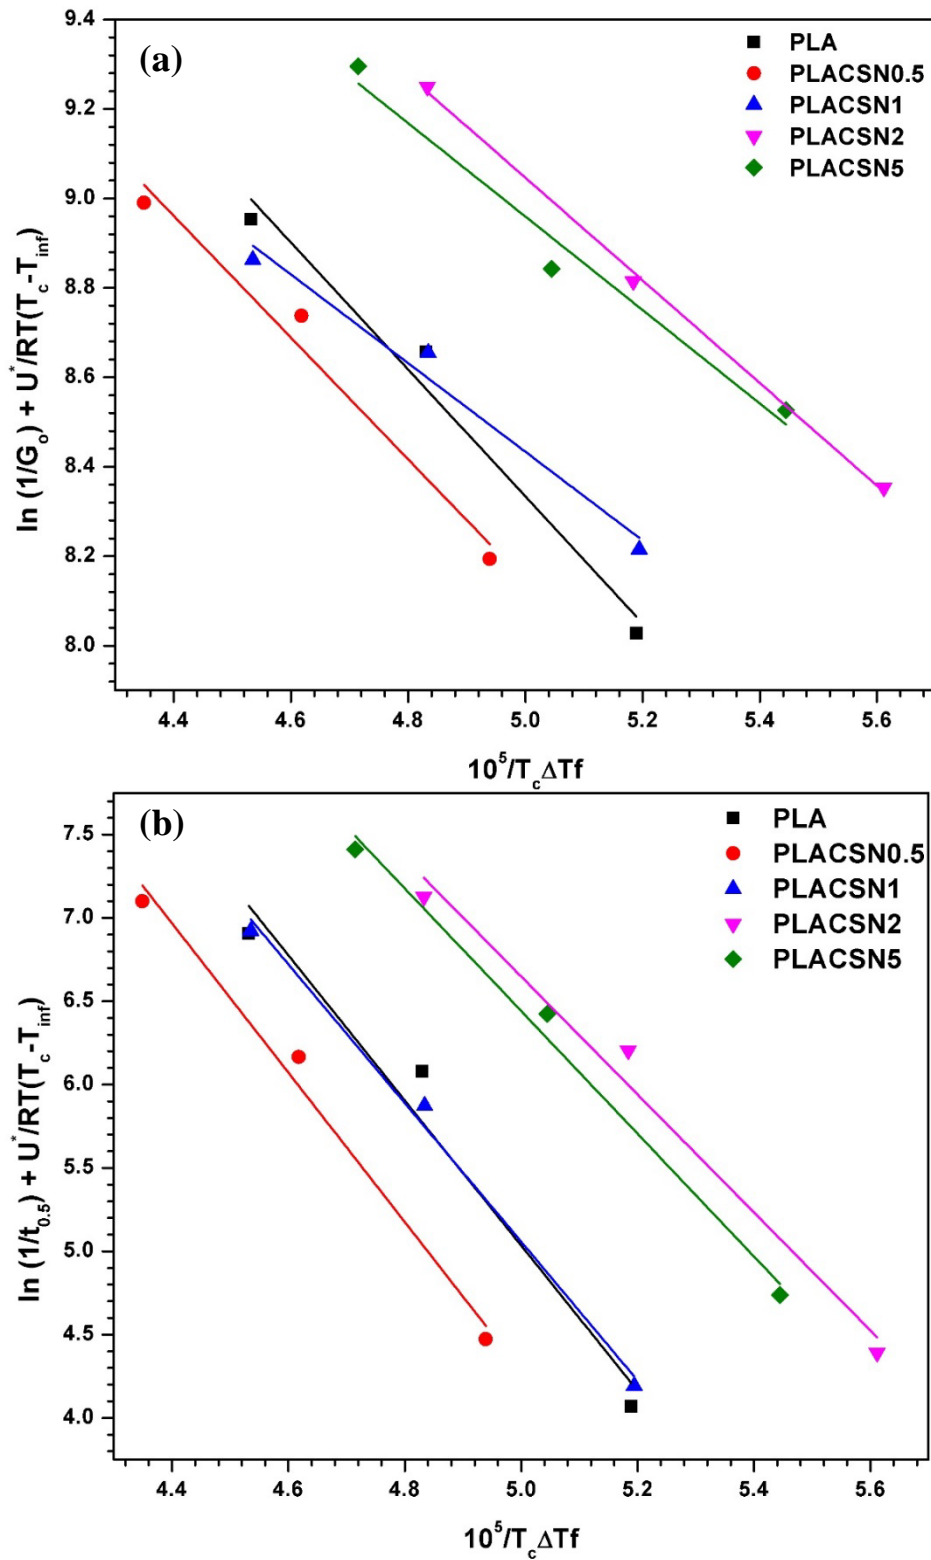 (a)
PLA
PLACSN0.5
PLACSN1
PLACSN2
PLACSN5
ln (1/G_o) + U^*/RT(T_c-T_inf)
9.4
9.2
9.0
8.8
8.6
8.4
8.2
8.0
4.4 4.6 4.8 5.0 5.2 5.4 5.6
10^5/T_cΔTf
(b)
PLA
PLACSN0.5
PLACSN1
PLACSN2
PLACSN5
ln (1/t_0.5) + U^*/RT(T_c-T_inf)
7.5
7.0
6.5
6.0
5.5
5.0
4.5
4.0
4.4 4.6 4.8 5.0 5.2 5.4 5.6
10^5/T_cΔTf